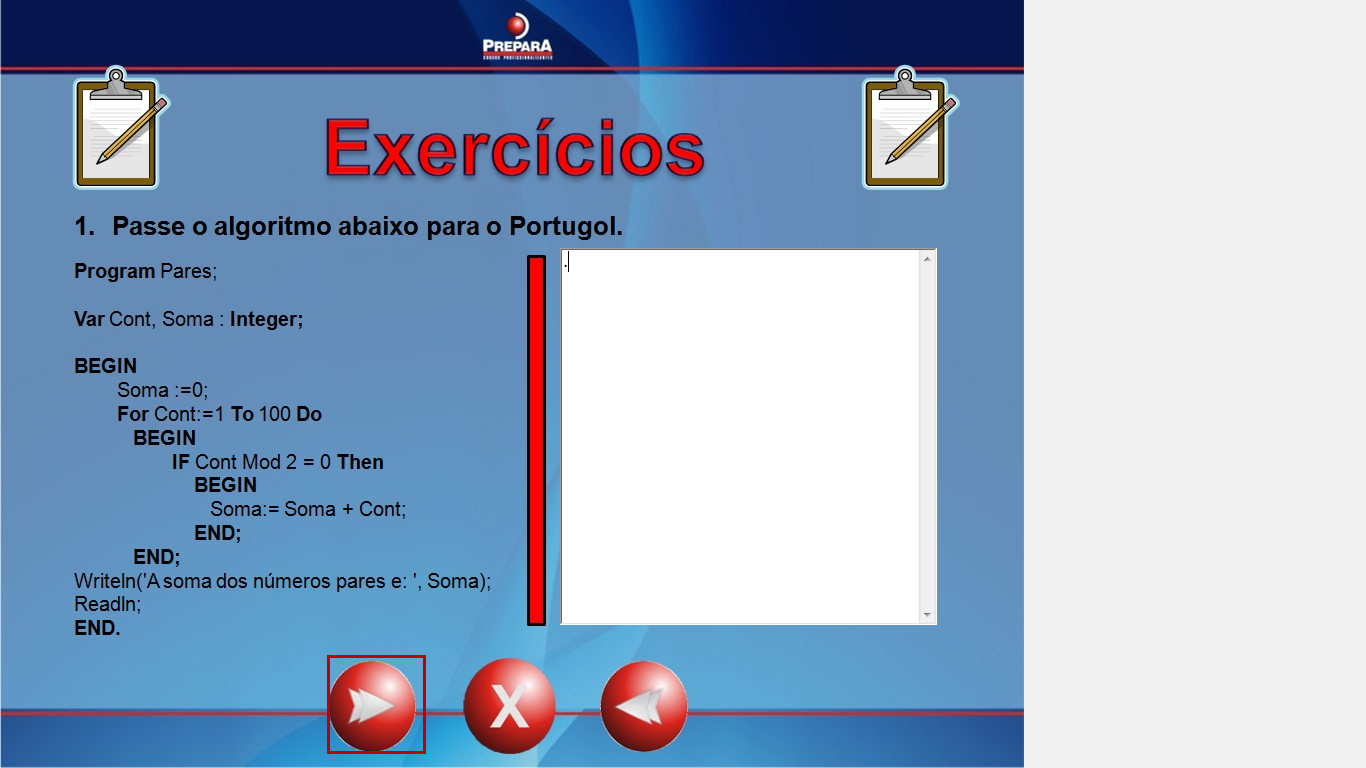 PREPARA
CURSOS PROFISSIONALIZANTES
Exercícios
1. Passe o algoritmo abaixo para o Portugol.
Program Pares;
Var Cont, Soma : Integer;
BEGIN
Soma :=0;
For Cont:=1 To 100 Do
BEGIN
IF Cont Mod 2 = 0 Then
BEGIN
Soma:= Soma + Cont;
END;
END;
Writeln('A soma dos números pares e: ', Soma);
Readln;
END.
.
X